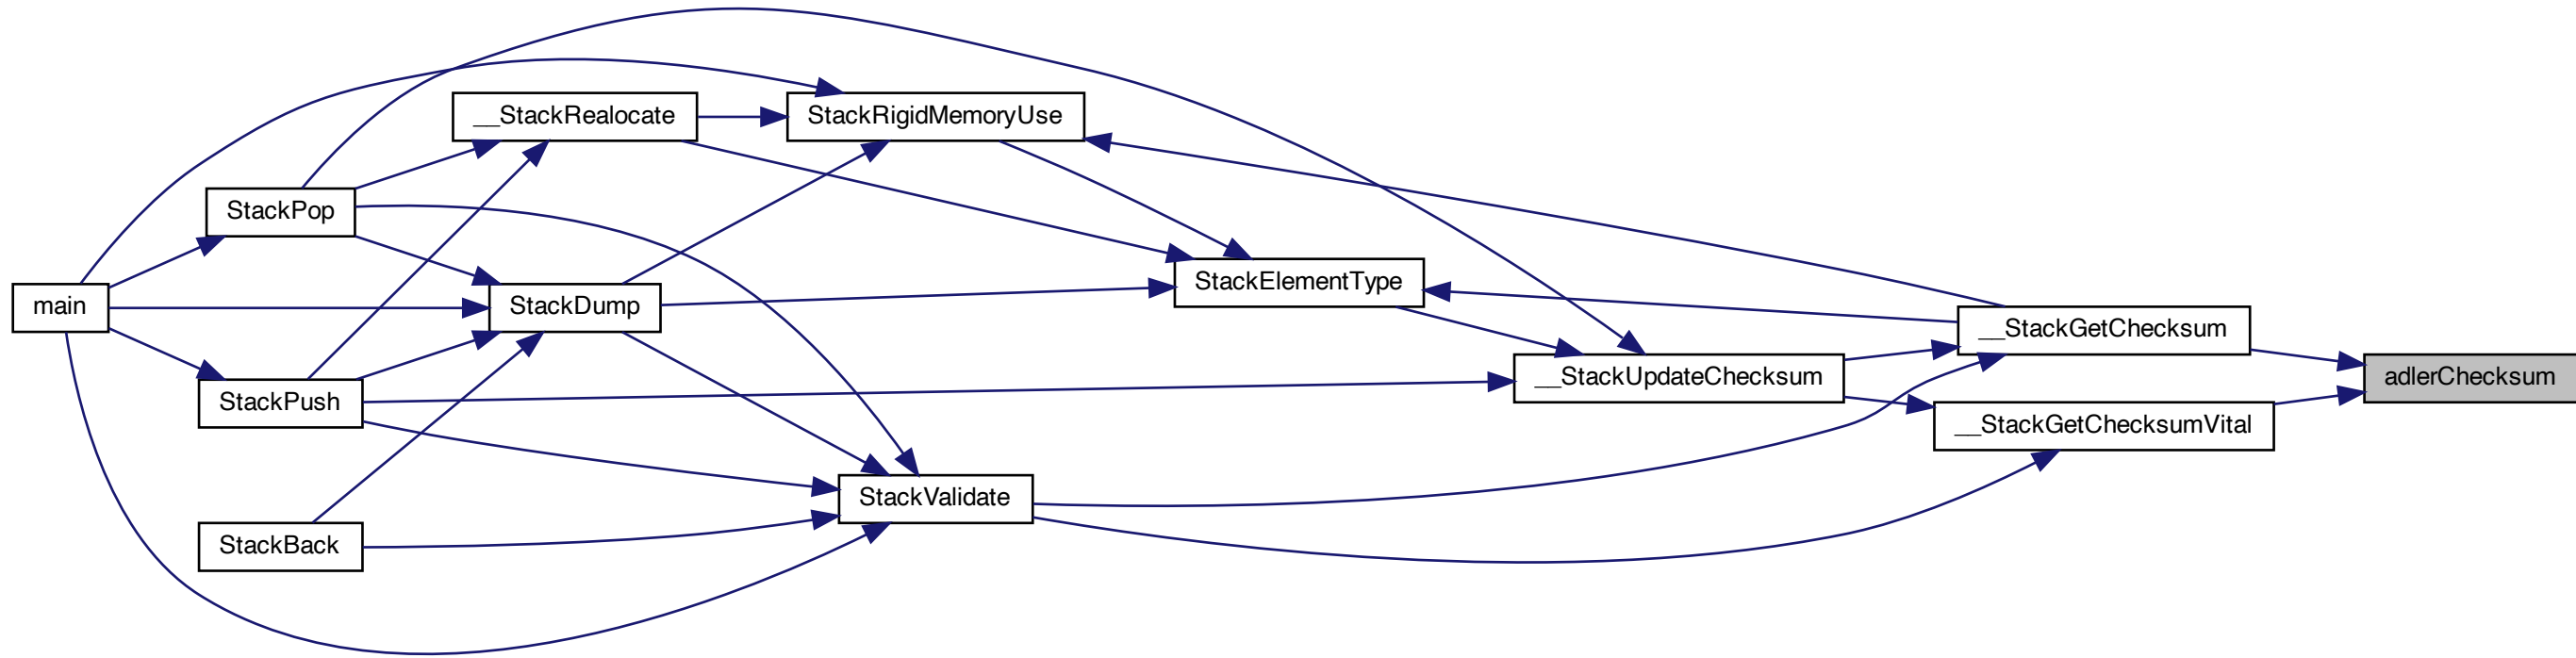 __StackRealocate
StackRigidMemoryUse
StackPop
StackElementType
main
StackDump
__StackGetChecksum
StackPush
__StackUpdateChecksum
adlerChecksum
__StackGetChecksumVital
StackValidate
StackBack